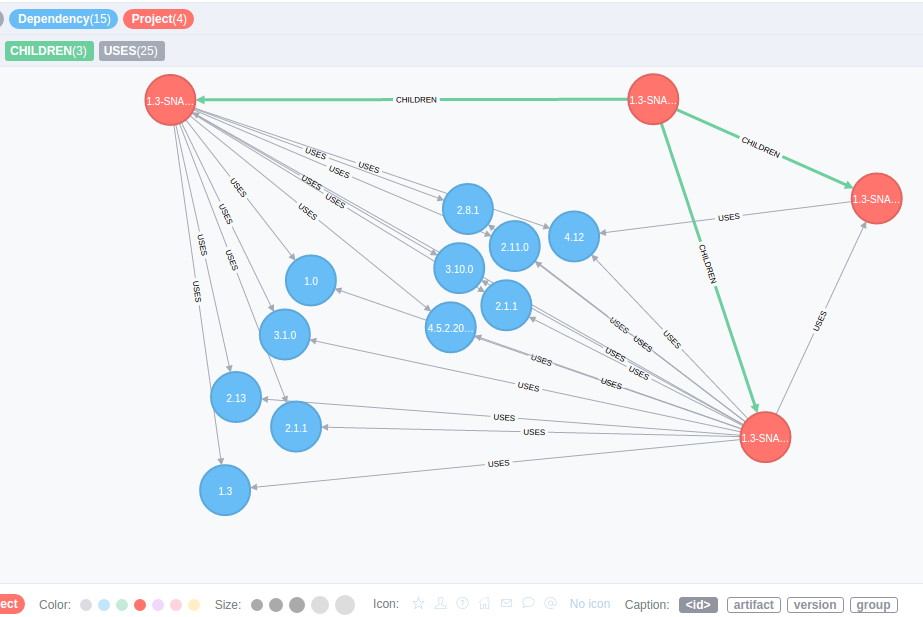 Dependency(15) Project(4)
CHILDREN(3) USES(25)
1.3-SNA...
CHILDREN
1.3-SNA...
CHILDREN
USES
USES
USES
USES
USES
USES
USES
1.3-SNA...
2.8.1
USES
USES
USES
2.11.0
4.12
USES
USES
CHILDREN
3.10.0
1.0
USES
2.1.1
4.5.2.20...
USES
USES
USES
USES
3.1.0
USES
USES
USES
USES
USES
2.13
USES
2.1.1
USES
1.3-SNA...
USES
1.3
ect Color: Size: Icon: No icon Caption: <id> artifact version group